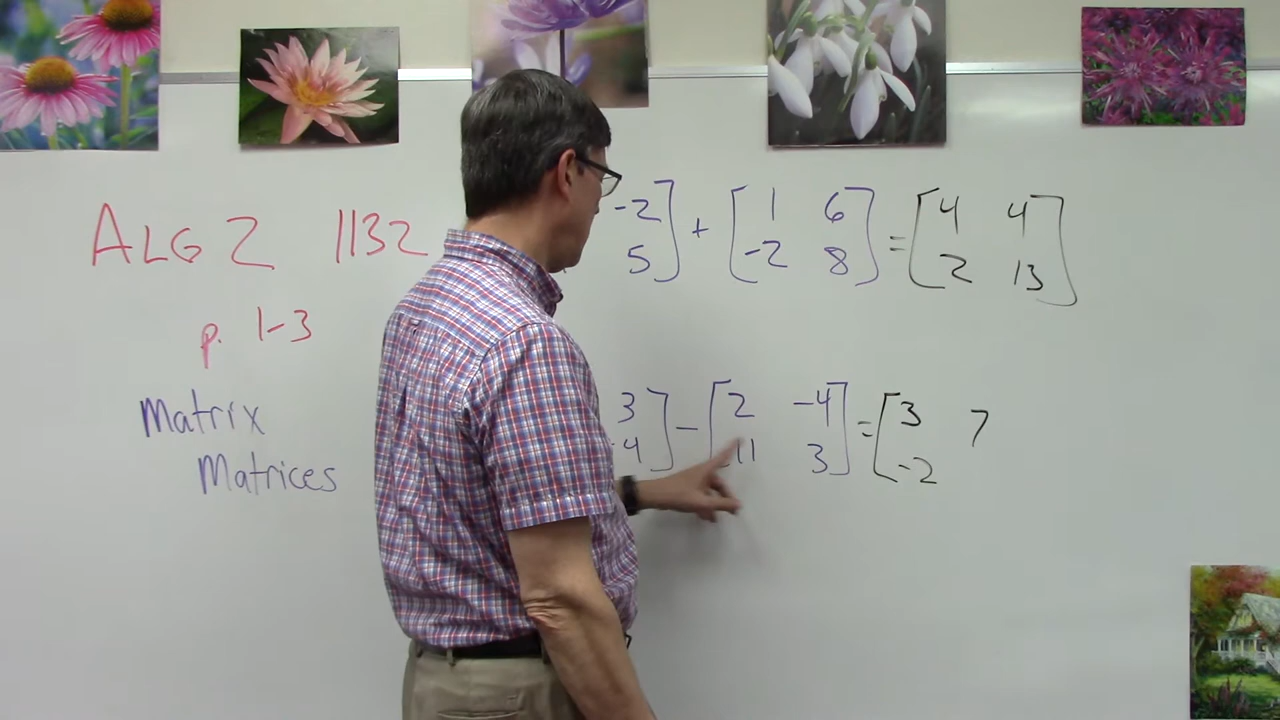 ALG 2 1132
p. 1-3
Matrix
Matrices
-2] + [1 6] = [4 4]
5] [-2 8] [2 13]
3] - [2 -4] = [3 7
4] 11 3] [-2